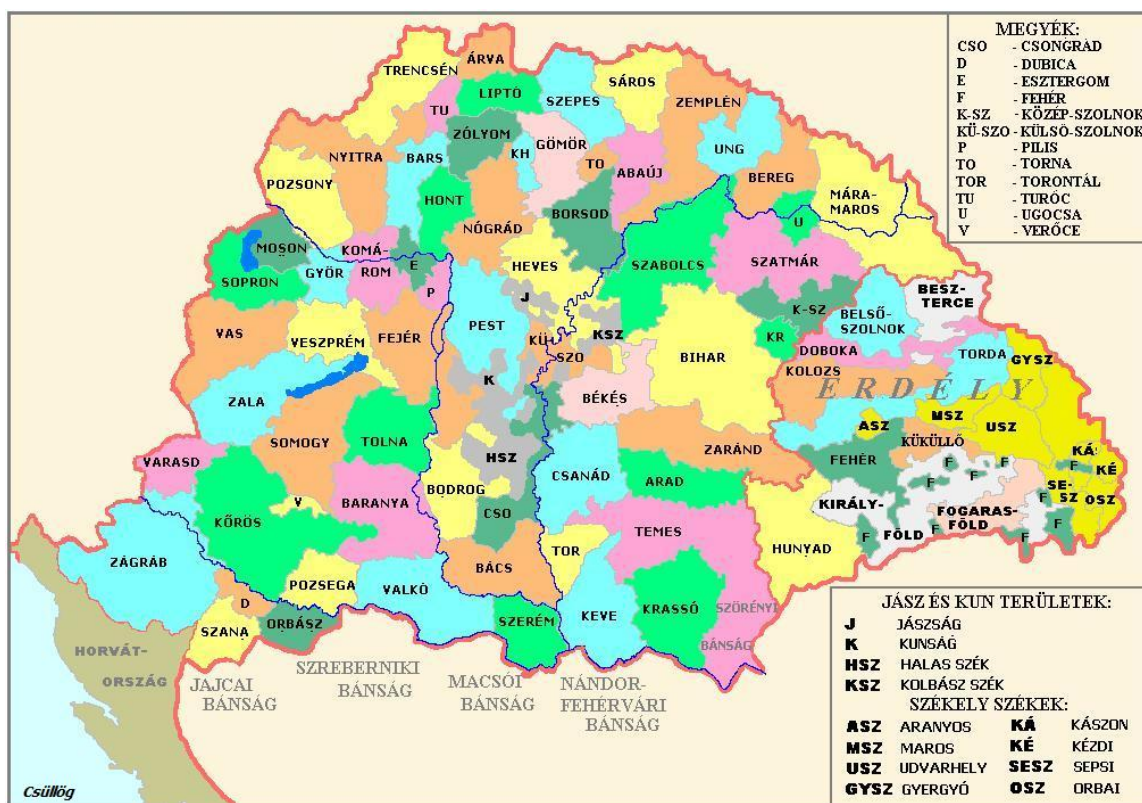 MEGYÉK:
CSO - CSONGRÁD
D - DUBICA
E - ESZTERGOM
F - FEHÉR
K-SZ - KÖZÉP-SZOLNOK
KÜ-SZO - KÜLSŐ-SZOLNOK
P - PILIS
TO - TORNA
TOR - TORONTÁL
TU - TURÓC
U - UGOCSA
V - VERŐCE
ÁRVA
TRENCSÉN
LIPTÓ
TU
SZEPES
SÁROS
ZEMPLÉN
ZÓLYOM
UNG
NYITRA
BARS
KH
GÖMÖR
TO
ABAÚJ
BEREG
POZSONY
HONT
BORSOD
MÁRA-
MAROS
U
NÓGRÁD
MOSON
KOMÁ-
ROM
E
HEVES
SZABOLCS
SZATMÁR
SOPRON
GYŐR
P
J
BESZ-
TERCE
K-SZ
BELSŐ-
SZOLNOK
VAS
VESZPRÉM
FEJÉR
PEST
KÜ-
SZO
KSZ
BIHAR
KR
DOBOKA
TORDA
GYSZ
KOLOZS
K
ERDÉLY
ZALA
BÉKÉS
SOMOGY
TOLNA
ASZ
MSZ
USZ
KÜKÜLLŐ
VARASD
HSZ
ZARÁND
FEHÉR
F
F
F
F
KÁ
KÉ
BODROG
CSANÁD
ARAD
V
BARANYA
CSO
KIRÁLY-
FÖLD
FOGARAS-
FÖLD
SE-
SZ
OSZ
F
F
F
F
F
KŐRÖS
TEMES
HUNYAD
ZÁGRÁB
TOR
BÁCS
POZSEGA
VALKÓ
D
SZANA
ORBÁSZ
SZERÉM
KEVE
KRASSÓ
SZÖRÉNYI
BÁNSÁG
HORVÁT-
ORSZÁG
JAJCAI
BÁNSÁG
SZREBERNIKI
BÁNSÁG
MACSÓI
BÁNSÁG
NÁNDOR-
FEHÉRVÁRI
BÁNSÁG
JÁSZ ÉS KUN TERÜLETEK:
J JÁSZSÁG
K KUNSÁG
HSZ HALAS SZÉK
KSZ KOLBÁSZ SZÉK
SZÉKELY SZÉKEK:
ASZ ARANYOS KÁ KÁSZON
MSZ MAROS KÉ KÉZDI
USZ UDVARHELY SESZ SEPSI
GYSZ GYERGYÓ OSZ ORBAI
Csüllög